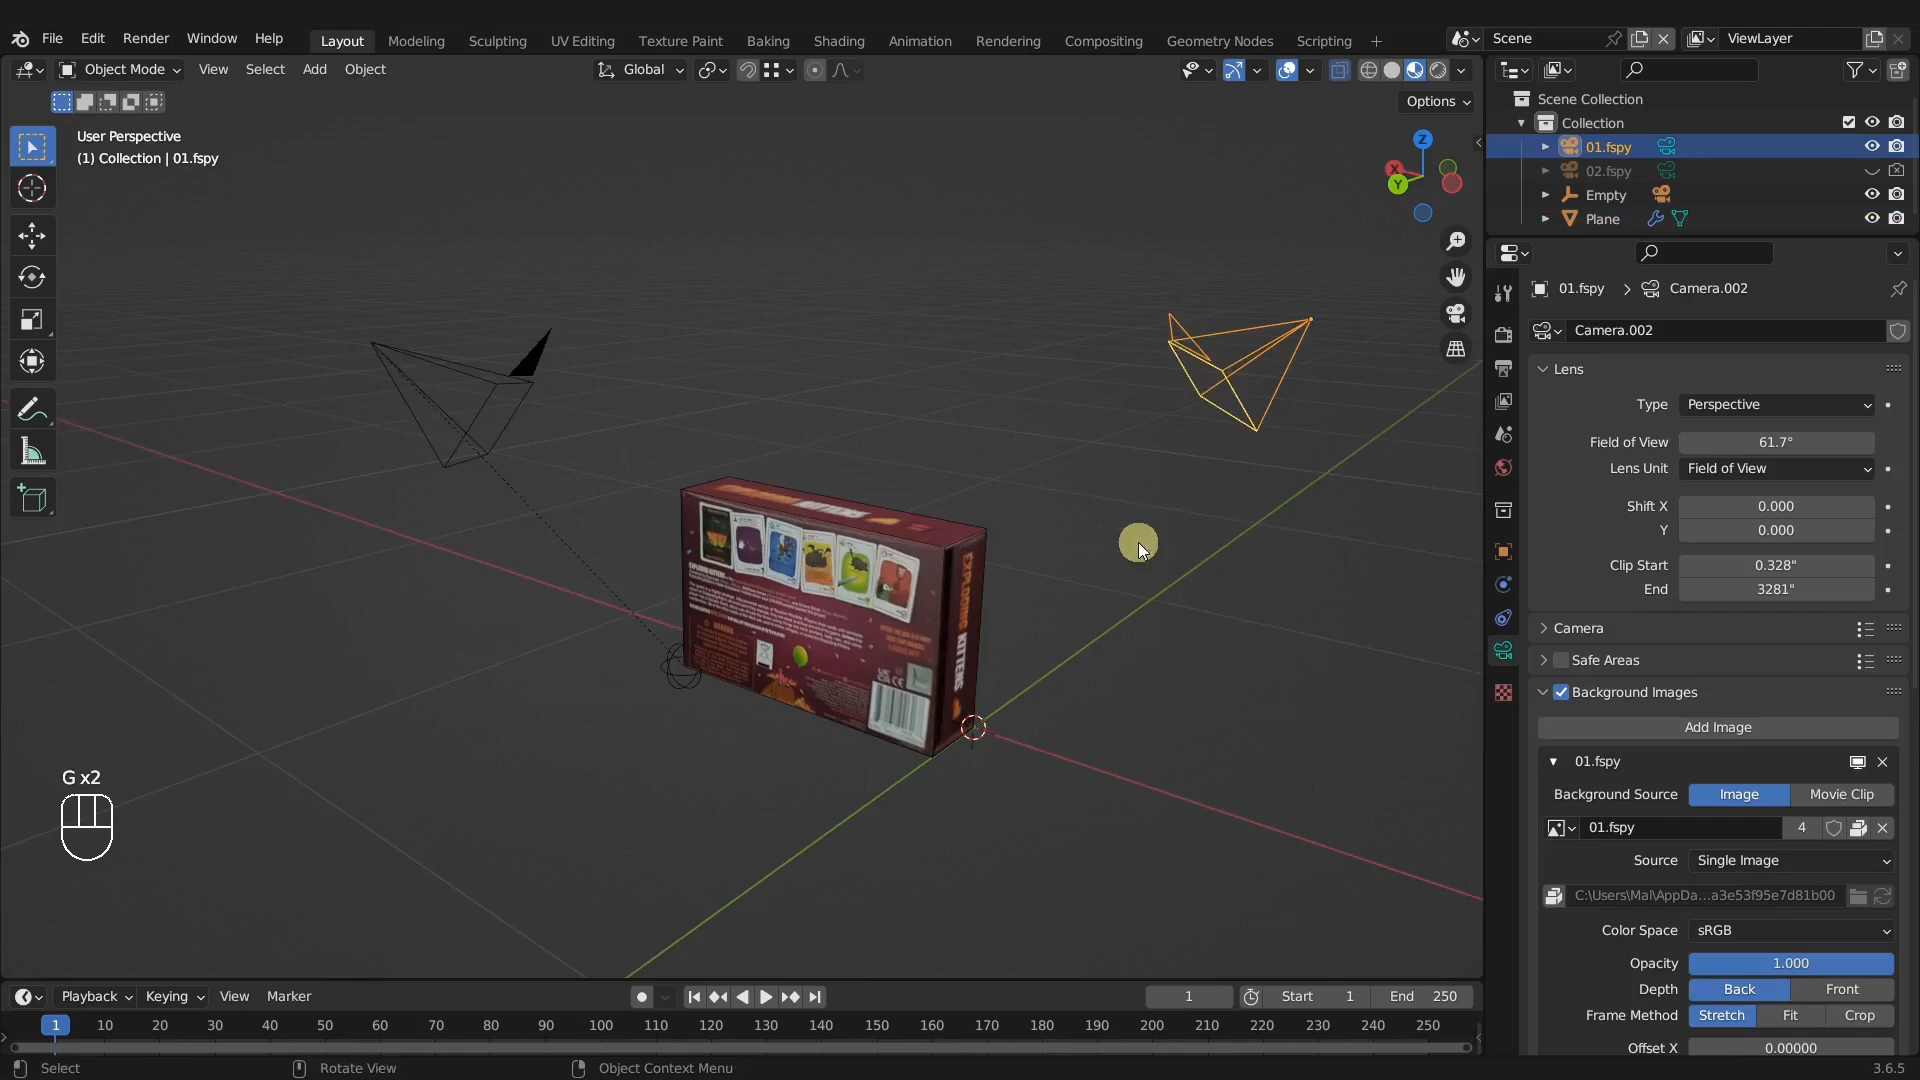 File Edit Render Window Help Layout Modeling Sculpting UV Editing Texture Paint Baking Shading Animation Rendering Compositing Geometry Nodes Scripting + Scene ViewLayer
Object Mode View Select Add Object Global
Options
User Perspective
(1) Collection | 01.fspy
Z
X
Y
Scene Collection
Collection
01.fspy
02.fspy
Empty
Plane
01.fspy > Camera.002
Camera.002
Lens
Type Perspective
Field of View 61.7°
Lens Unit Field of View
Shift X 0.000
Y 0.000
Clip Start 0.328"
End 3281"
Camera
Safe Areas
Background Images
Add Image
01.fspy
Background Source Image Movie Clip
01.fspy 4
Source Single Image
C:\Users\Mal\AppDa...a3e53f95e7d81b00
Color Space sRGB
Opacity 1.000
Depth Back Front
Frame Method Stretch Fit Crop
Offset X 0.00000
KITTENS
EXPLODING KITTENS
EXPLODING KITTENS
WARNING
G x2
Playback Keying View Marker 1 Start 1 End 250
1 10 20 30 40 50 60 70 80 90 100 110 120 130 140 150 160 170 180 190 200 210 220 230 240 250
Select Rotate View Object Context Menu 3.6.5